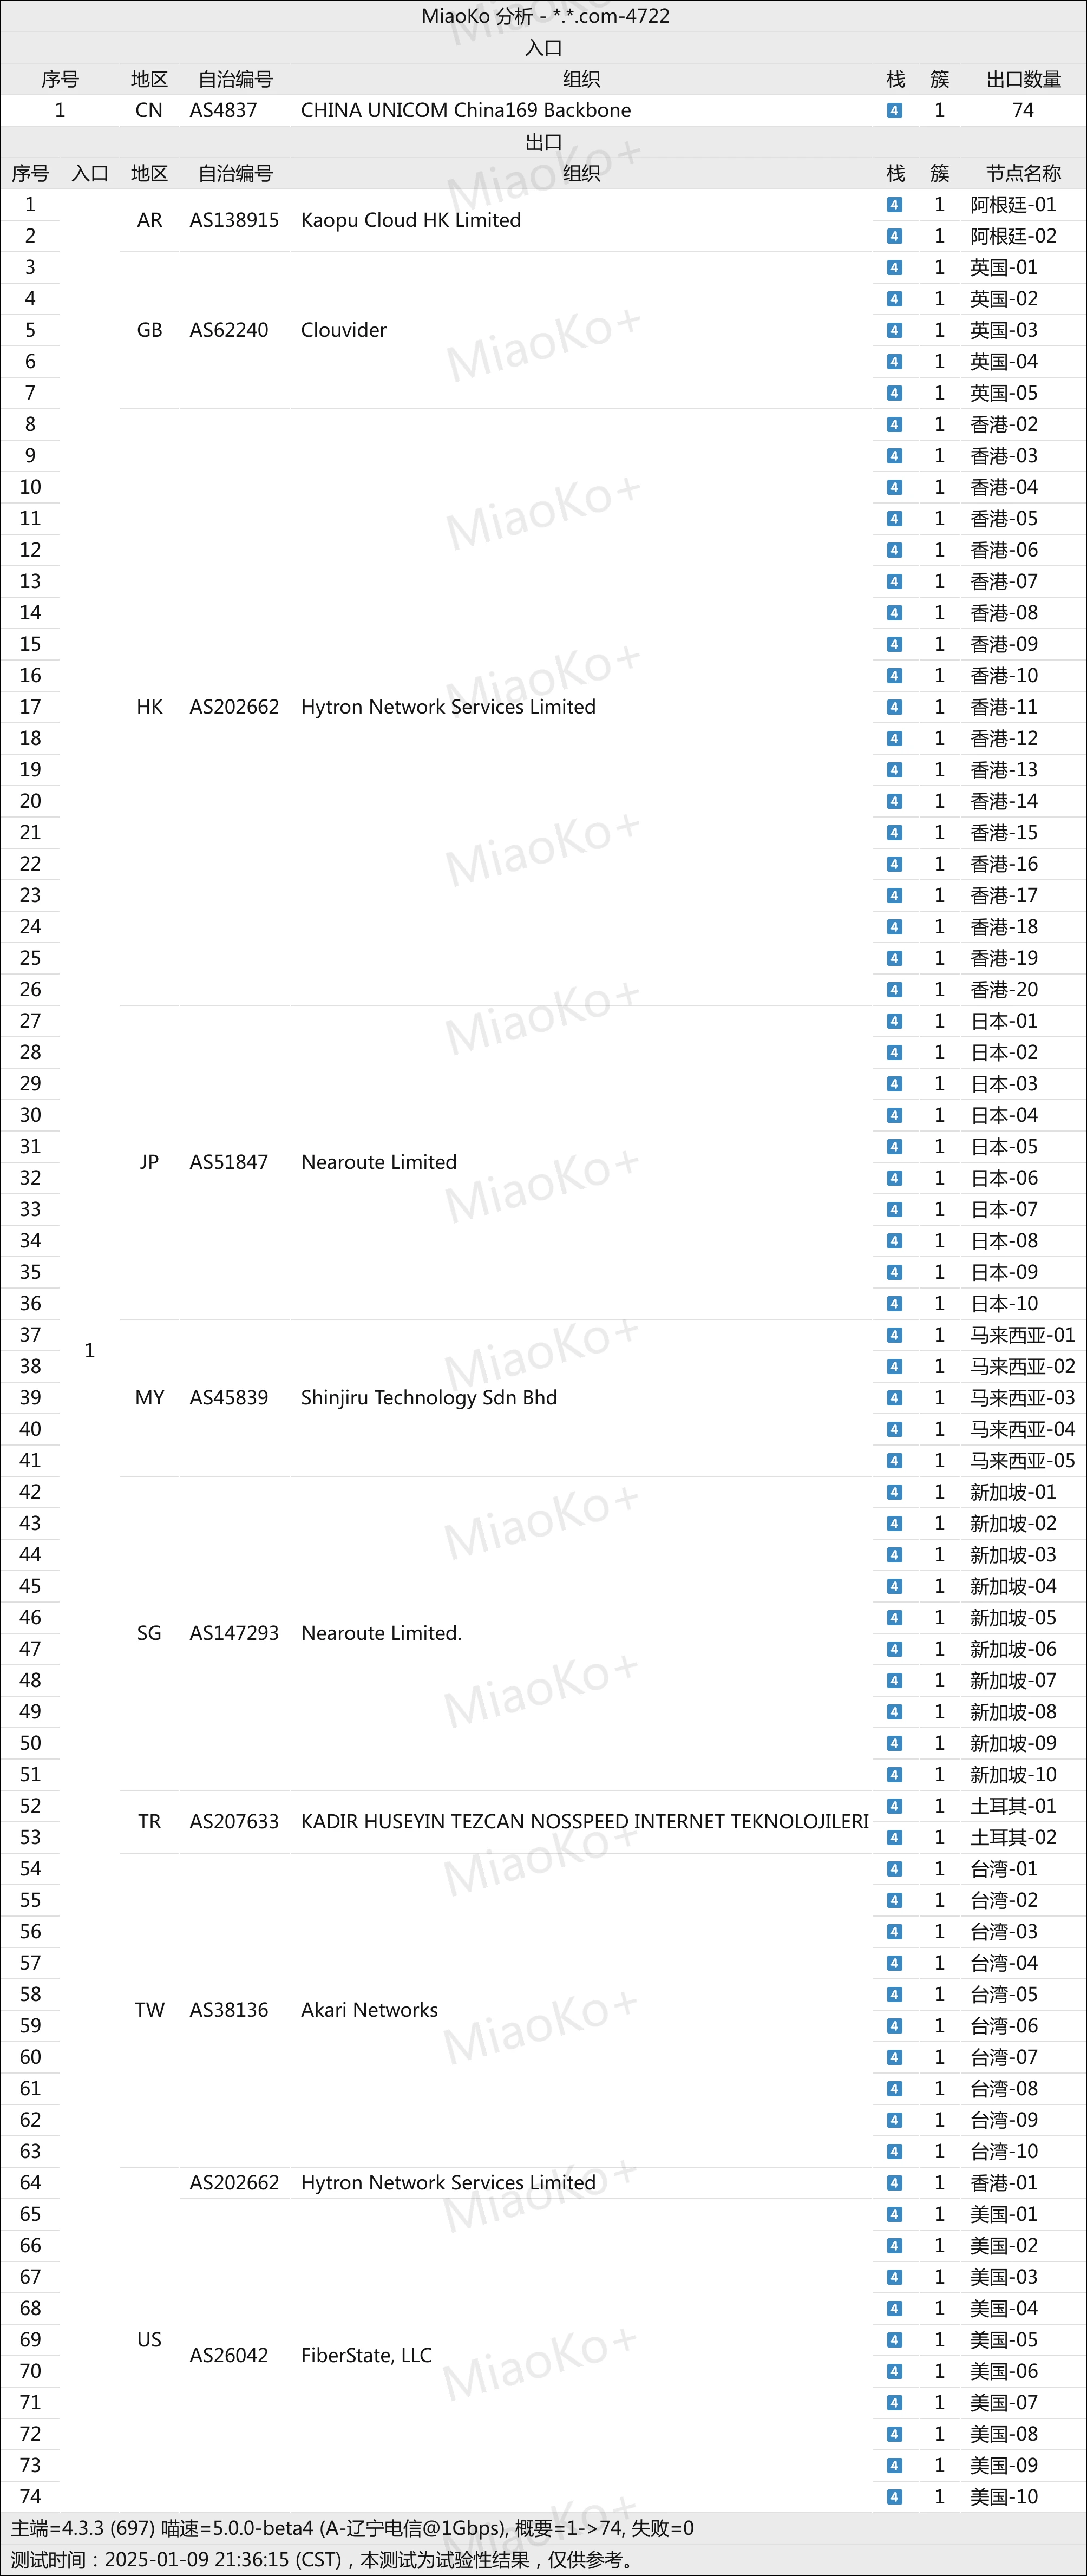 MiaoKo 分析 - *.*.com-4722
入口
序号 地区 自治编号 组织 栈 簇 出口数量
1 CN AS4837 CHINA UNICOM China169 Backbone 4 1 74
出口
序号 入口 地区 自治编号 组织 栈 簇 节点名称
1 4 1 阿根廷-01
AR AS138915 Kaopu Cloud HK Limited
2 4 1 阿根廷-02
3 4 1 英国-01
4 4 1 英国-02
5 GB AS62240 Clouvider 4 1 英国-03
6 4 1 英国-04
7 4 1 英国-05
8 4 1 香港-02
9 4 1 香港-03
10 4 1 香港-04
11 4 1 香港-05
12 4 1 香港-06
13 4 1 香港-07
14 4 1 香港-08
15 4 1 香港-09
16 4 1 香港-10
17 HK AS202662 Hytron Network Services Limited 4 1 香港-11
18 4 1 香港-12
19 4 1 香港-13
20 4 1 香港-14
21 4 1 香港-15
22 4 1 香港-16
23 4 1 香港-17
24 4 1 香港-18
25 4 1 香港-19
26 4 1 香港-20
27 4 1 日本-01
28 4 1 日本-02
29 4 1 日本-03
30 4 1 日本-04
31 4 1 日本-05
JP AS51847 Nearoute Limited
32 4 1 日本-06
33 4 1 日本-07
34 4 1 日本-08
35 4 1 日本-09
36 4 1 日本-10
37 4 1 马来西亚-01
1
38 4 1 马来西亚-02
39 MY AS45839 Shinjiru Technology Sdn Bhd 4 1 马来西亚-03
40 4 1 马来西亚-04
41 4 1 马来西亚-05
42 4 1 新加坡-01
43 4 1 新加坡-02
44 4 1 新加坡-03
45 4 1 新加坡-04
46 4 1 新加坡-05
SG AS147293 Nearoute Limited.
47 4 1 新加坡-06
48 4 1 新加坡-07
49 4 1 新加坡-08
50 4 1 新加坡-09
51 4 1 新加坡-10
52 4 1 土耳其-01
TR AS207633 KADIR HUSEYIN TEZCAN NOSSPEED INTERNET TEKNOLOJILERI
53 4 1 土耳其-02
54 4 1 台湾-01
55 4 1 台湾-02
56 4 1 台湾-03
57 4 1 台湾-04
58 4 1 台湾-05
TW AS38136 Akari Networks
59 4 1 台湾-06
60 4 1 台湾-07
61 4 1 台湾-08
62 4 1 台湾-09
63 4 1 台湾-10
64 AS202662 Hytron Network Services Limited 4 1 香港-01
65 4 1 美国-01
66 4 1 美国-02
67 4 1 美国-03
68 4 1 美国-04
69 US 4 1 美国-05
AS26042 FiberState, LLC
70 4 1 美国-06
71 4 1 美国-07
72 4 1 美国-08
73 4 1 美国-09
74 4 1 美国-10
主端=4.3.3 (697) 喵速=5.0.0-beta4 (A-辽宁电信@1Gbps), 概要=1->74, 失败=0
测试时间：2025-01-09 21:36:15 (CST)，本测试为试验性结果，仅供参考。
MiaoKo+
MiaoKo+
MiaoKo+
MiaoKo+
MiaoKo+
MiaoKo+
MiaoKo+
MiaoKo+
MiaoKo+
MiaoKo+
MiaoKo+
MiaoKo+
MiaoKo+
MiaoKo+